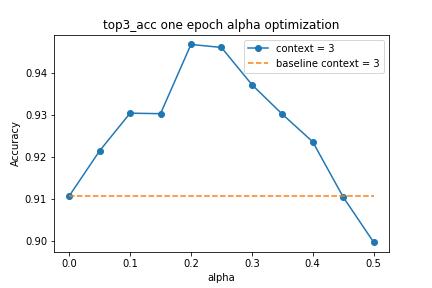 top3_acc one epoch alpha optimization
context = 3
baseline context = 3
Accuracy
0.94
0.93
0.92
0.91
0.90
0.0 0.1 0.2 0.3 0.4 0.5
alpha